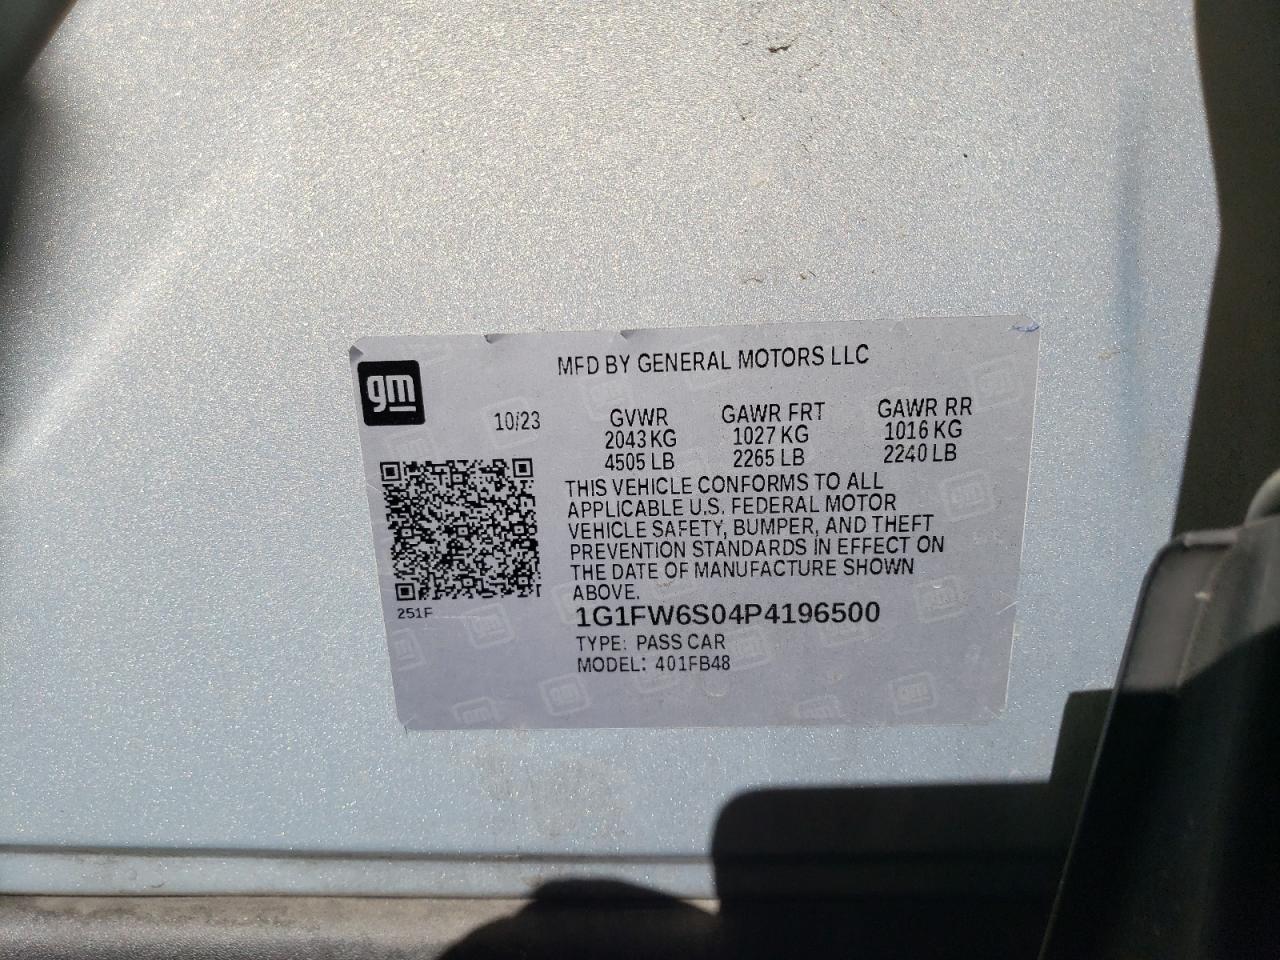 gm
MFD BY GENERAL MOTORS LLC
10/23 GVWR GAWR FRT GAWR RR
2043 KG 1027 KG 1016 KG
4505 LB 2265 LB 2240 LB
THIS VEHICLE CONFORMS TO ALL
APPLICABLE U.S. FEDERAL MOTOR
VEHICLE SAFETY, BUMPER, AND THEFT
PREVENTION STANDARDS IN EFFECT ON
THE DATE OF MANUFACTURE SHOWN
ABOVE.
251F
1G1FW6S04P4196500
TYPE: PASS CAR
MODEL: 401FB48